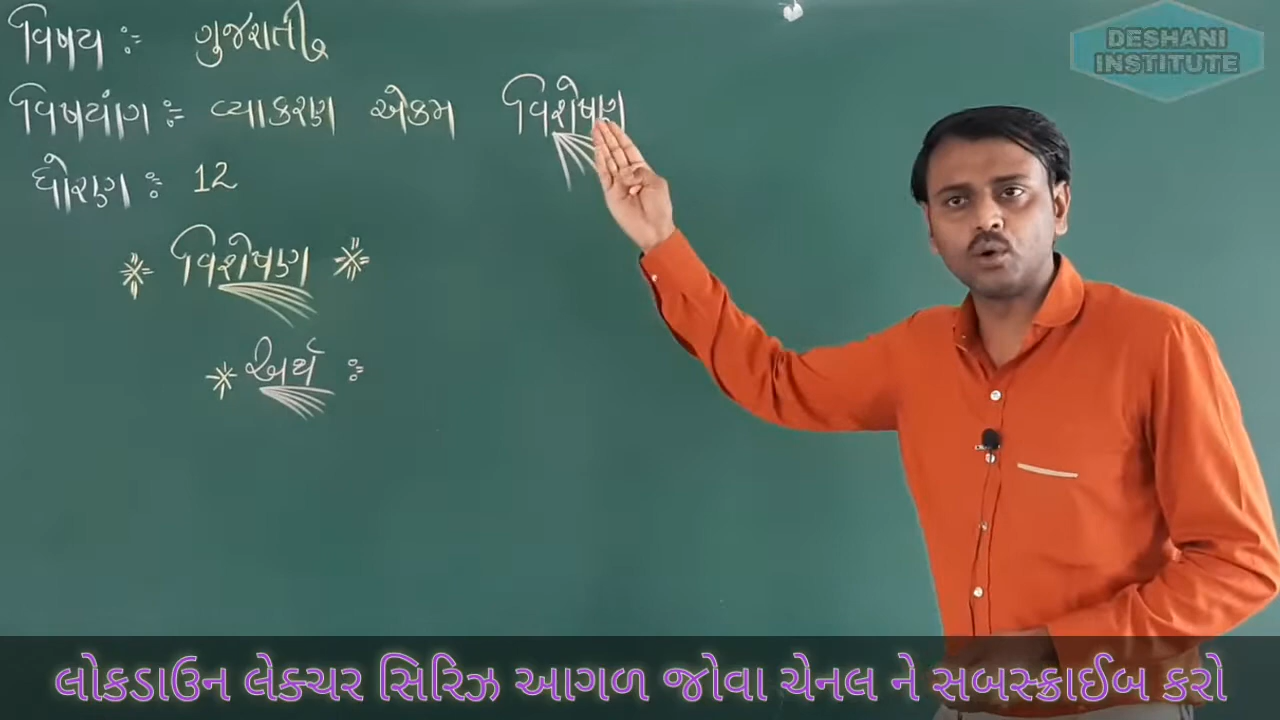 વિષય :- ગુજરાતી
DESHANI
INSTITUTE
વિષયાંગ :- વ્યાકરણ એકમ વિશેષણ
ધોરણ : 12
* વિશેષણ *
* અર્થ :
લોકડાઉન લેક્ચર સિરિઝ આગળ જોવા ચેનલ ને સબસ્ક્રાઈબ કરો